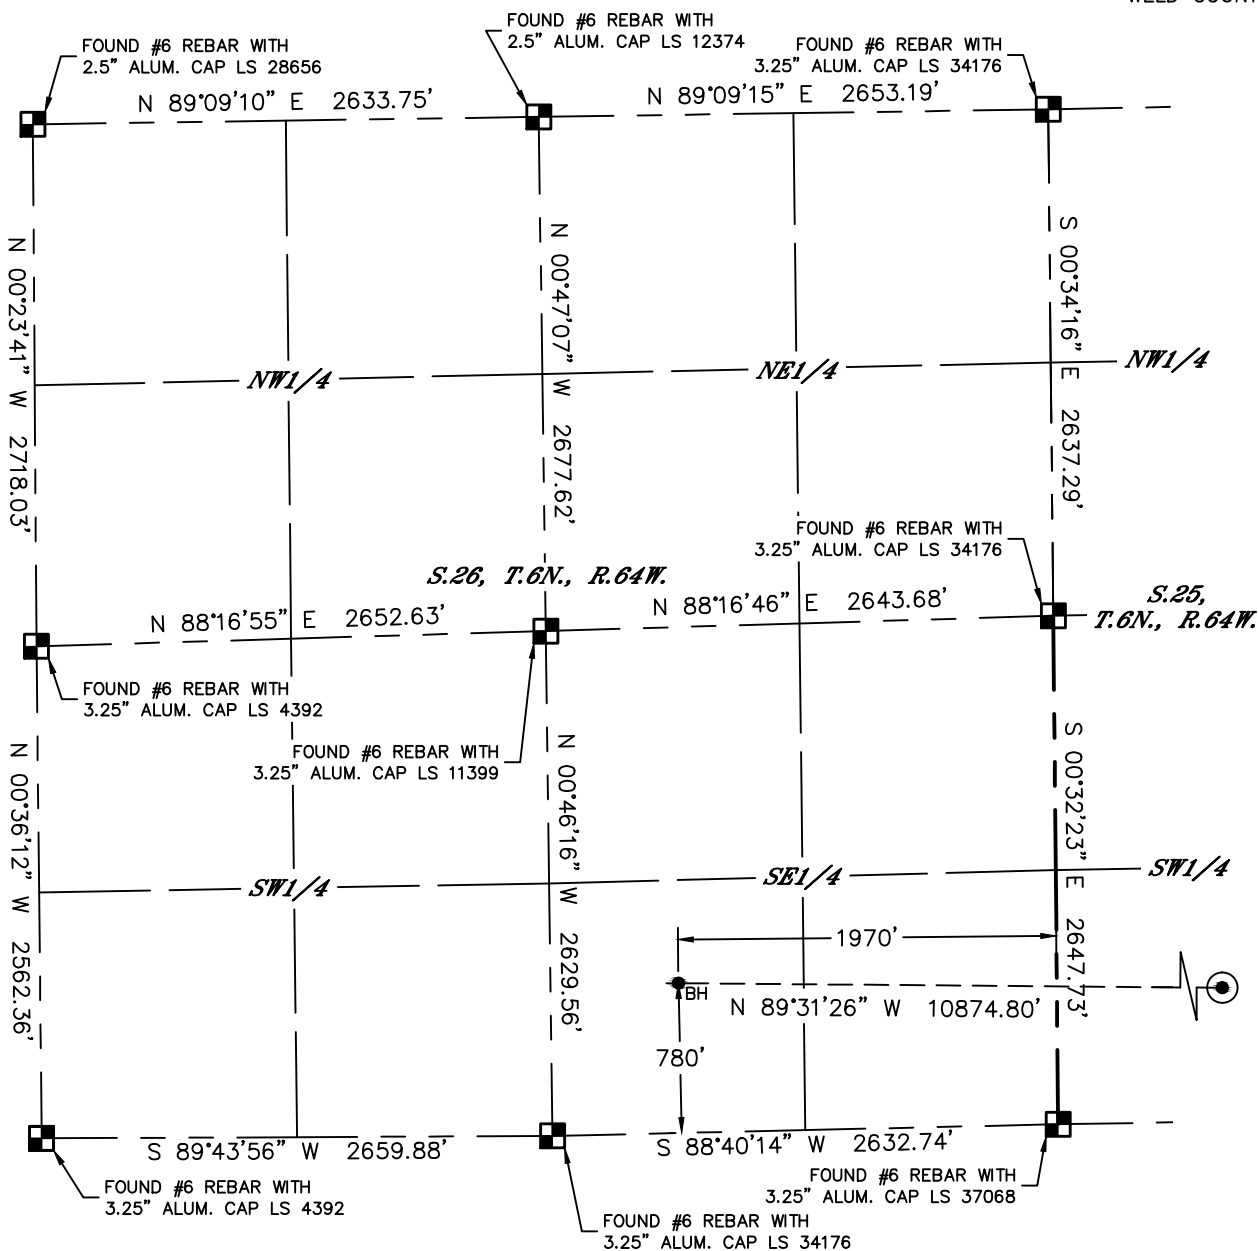 FOUND #6 REBAR WITH
2.5” ALUM. CAP LS 28656
FOUND #6 REBAR WITH
2.5” ALUM. CAP LS 12374
FOUND #6 REBAR WITH
3.25” ALUM. CAP LS 34176
N 89°09’10” E 2633.75’
N 89°09’15” E 2653.19’
N 00°23’41” W 2718.03’
N 00°47’07” W 2677.62’
S 00°34’16” E 2637.29’
NW1/4
NE1/4
NW1/4
FOUND #6 REBAR WITH
3.25” ALUM. CAP LS 34176
S.26, T.6N., R.64W.
S.25,
T.6N., R.64W.
N 88°16’55” E 2652.63’
N 88°16’46” E 2643.68’
FOUND #6 REBAR WITH
3.25” ALUM. CAP LS 4392
FOUND #6 REBAR WITH
3.25” ALUM. CAP LS 11399
N 00°36’12” W 2562.36’
N 00°46’16” W 2629.56’
S 00°32’23” E 2647.73’
SW1/4
SE1/4
SW1/4
1970’
BH
N 89°31’26” W 10874.80’
780’
S 89°43’56” W 2659.88’
S 88°40’14” W 2632.74’
FOUND #6 REBAR WITH
3.25” ALUM. CAP LS 4392
FOUND #6 REBAR WITH
3.25” ALUM. CAP LS 37068
FOUND #6 REBAR WITH
3.25” ALUM. CAP LS 34176